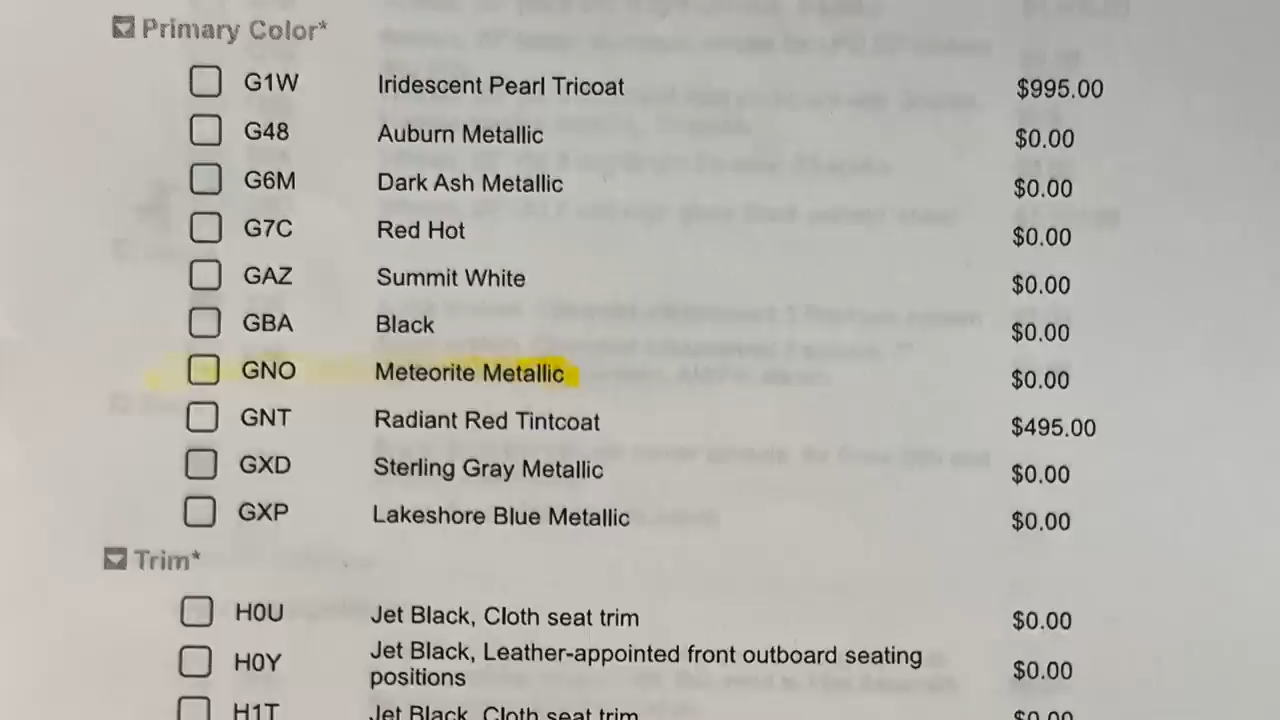 Primary Color*
G1W Iridescent Pearl Tricoat $995.00
G48 Auburn Metallic $0.00
G6M Dark Ash Metallic $0.00
G7C Red Hot $0.00
GAZ Summit White $0.00
GBA Black $0.00
GNO Meteorite Metallic $0.00
GNT Radiant Red Tintcoat $495.00
GXD Sterling Gray Metallic $0.00
GXP Lakeshore Blue Metallic $0.00
Trim*
H0U Jet Black, Cloth seat trim $0.00
H0Y Jet Black, Leather-appointed front outboard seating $0.00
positions
H1T Jet Black, Cloth seat trim $0.00